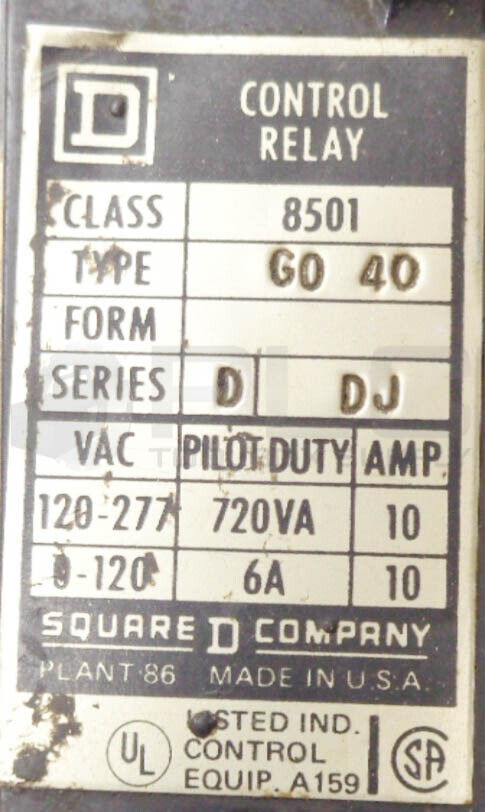 D
CONTROL
RELAY
CLASS 8501
TYPE GO 40
FORM
SERIES D DJ
VAC PILOT DUTY AMP
120-277 720VA 10
0-120 6A 10
SQUARE D COMPANY
PLANT 86 MADE IN U.S.A.
UL LISTED IND.
CONTROL
EQUIP. A159
SA